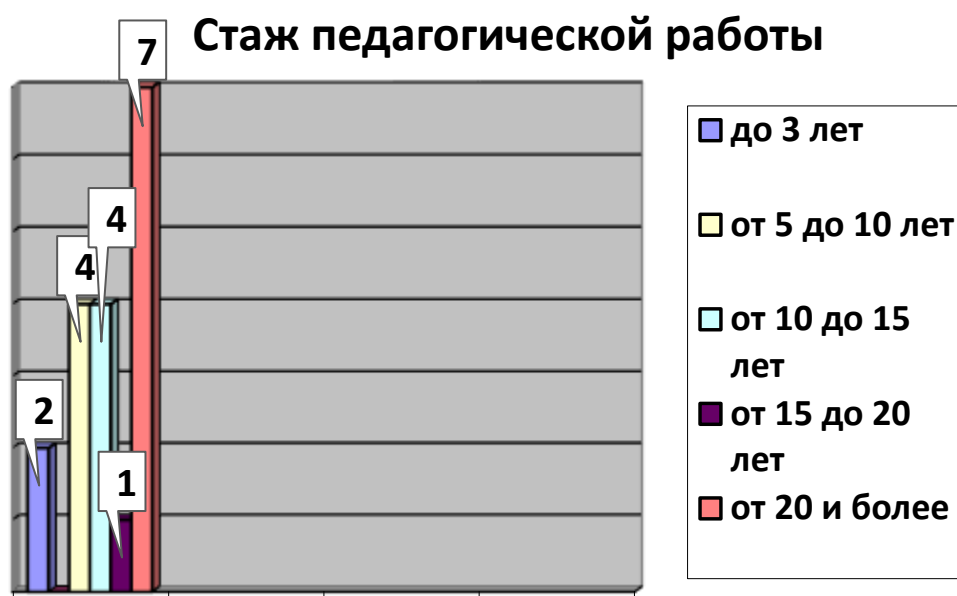 Стаж педагогической работы
7
4
4
2
1
до 3 лет
от 5 до 10 лет
от 10 до 15
лет
от 15 до 20
лет
от 20 и более